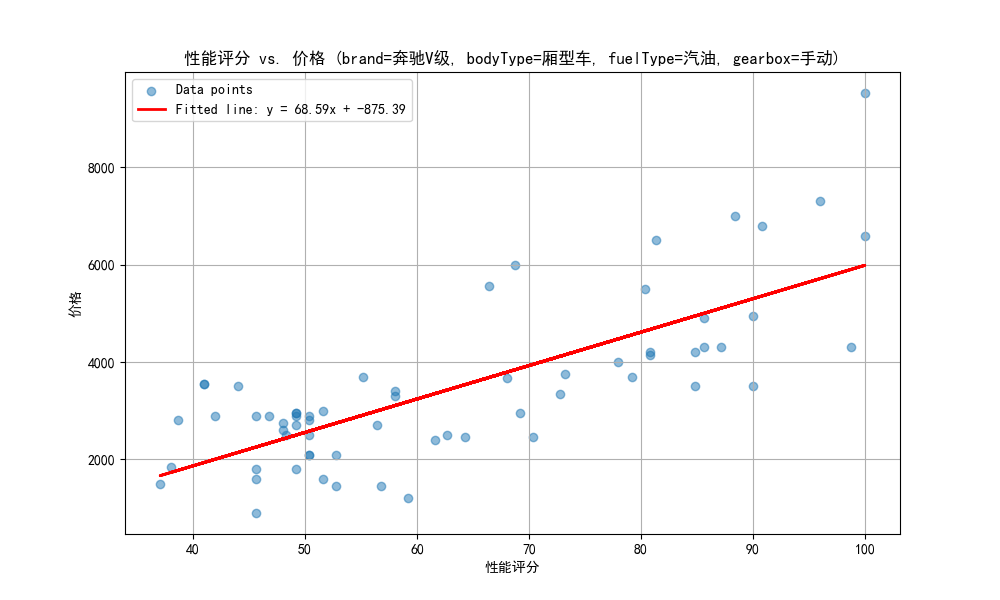 性能评分 vs. 价格 (brand=奔驰V级, bodyType=厢型车, fuelType=汽油, gearbox=手动)
Data points
Fitted line: y = 68.59x + -875.39
8000
6000
4000
2000
价格
40 50 60 70 80 90 100
性能评分